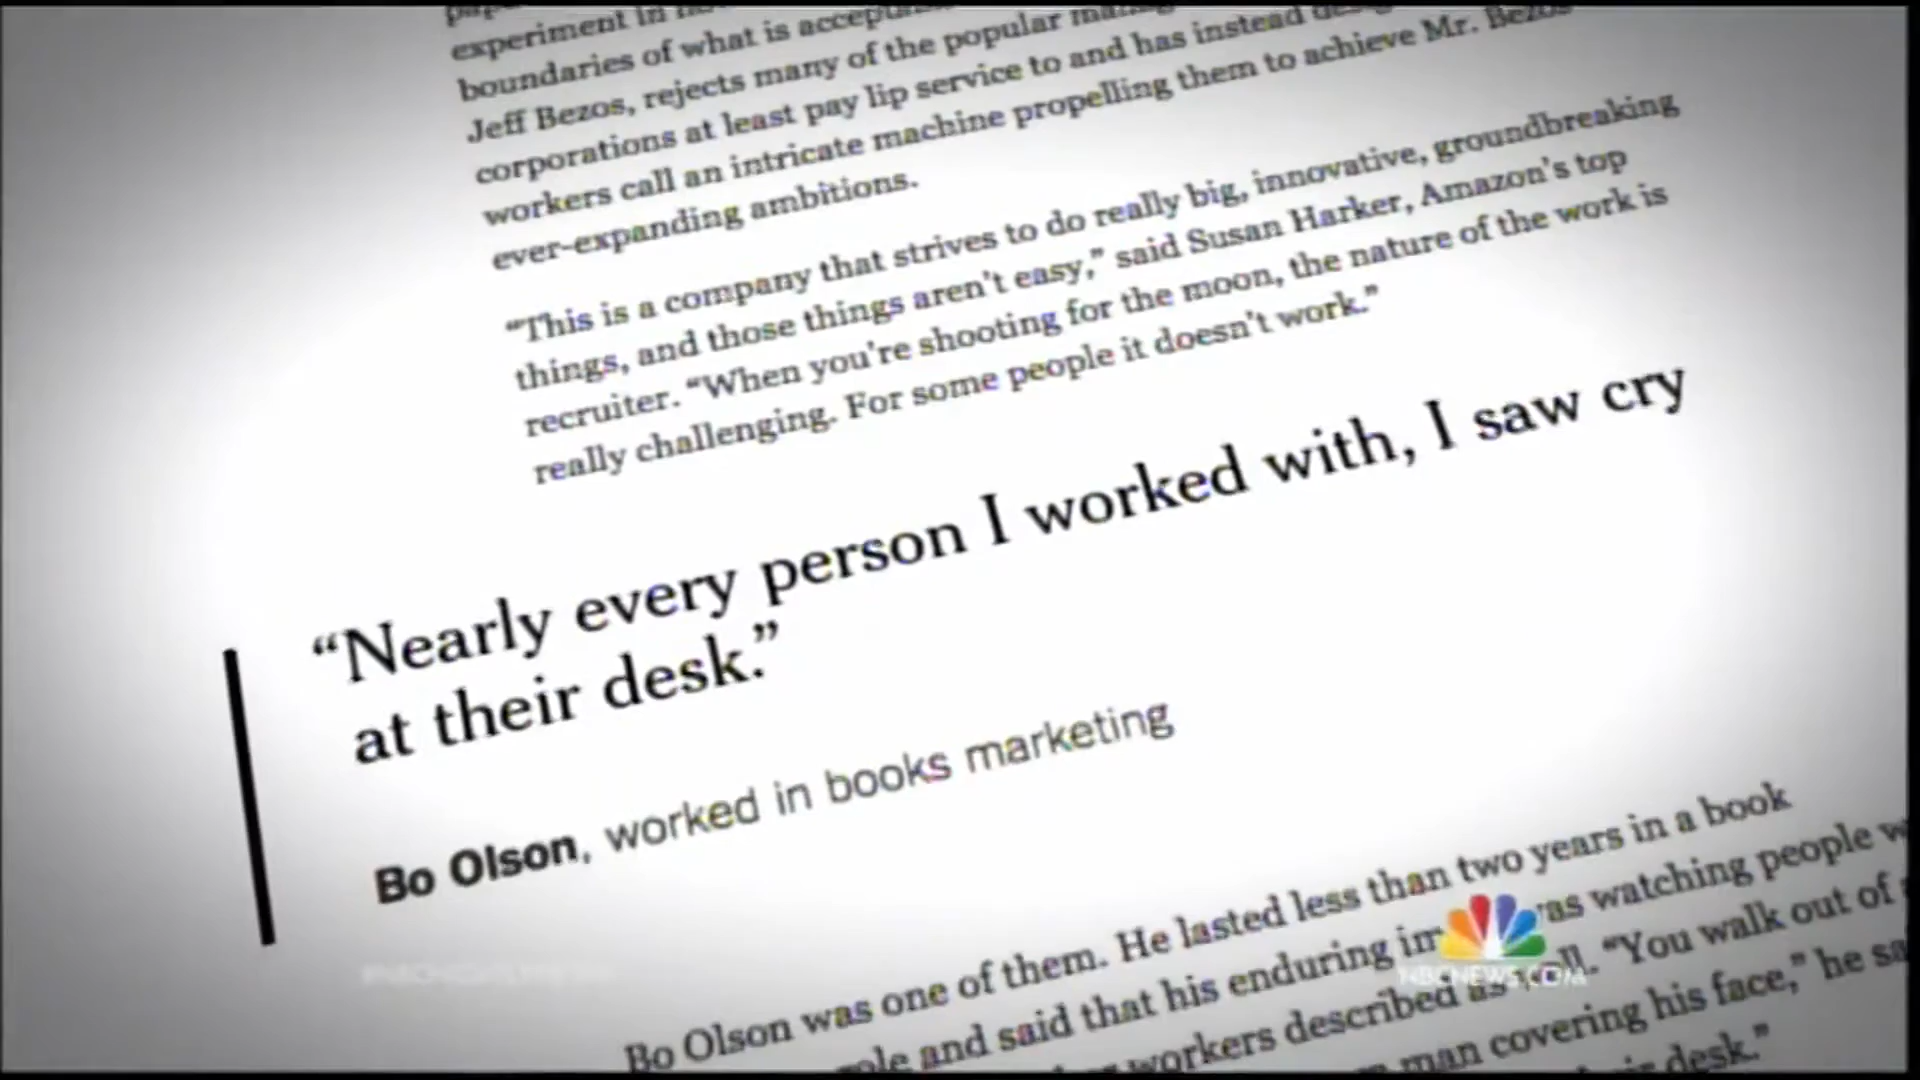 experiment in
boundaries of what is
Jeff Bezos, rejects many of the popular
corporations at least pay lip service to and has instead
workers call an intricate machine propelling them to achieve Mr. Bezos
ever-expanding ambitions.
“This is a company that strives to do really big, innovative, groundbreaking
things, and those things aren’t easy,” said Susan Harker, Amazon’s top
recruiter. “When you’re shooting for the moon, the nature of the work is
really challenging. For some people it doesn’t work.”
“Nearly every person I worked with, I saw cry
at their desk.”
Bo Olson, worked in books marketing
Bo Olson was one of them. He lasted less than two years in a book
and said that his enduring was watching people
workers described as “You walk out of
man covering his face,” he
desk.”
NBCNEWS.COM